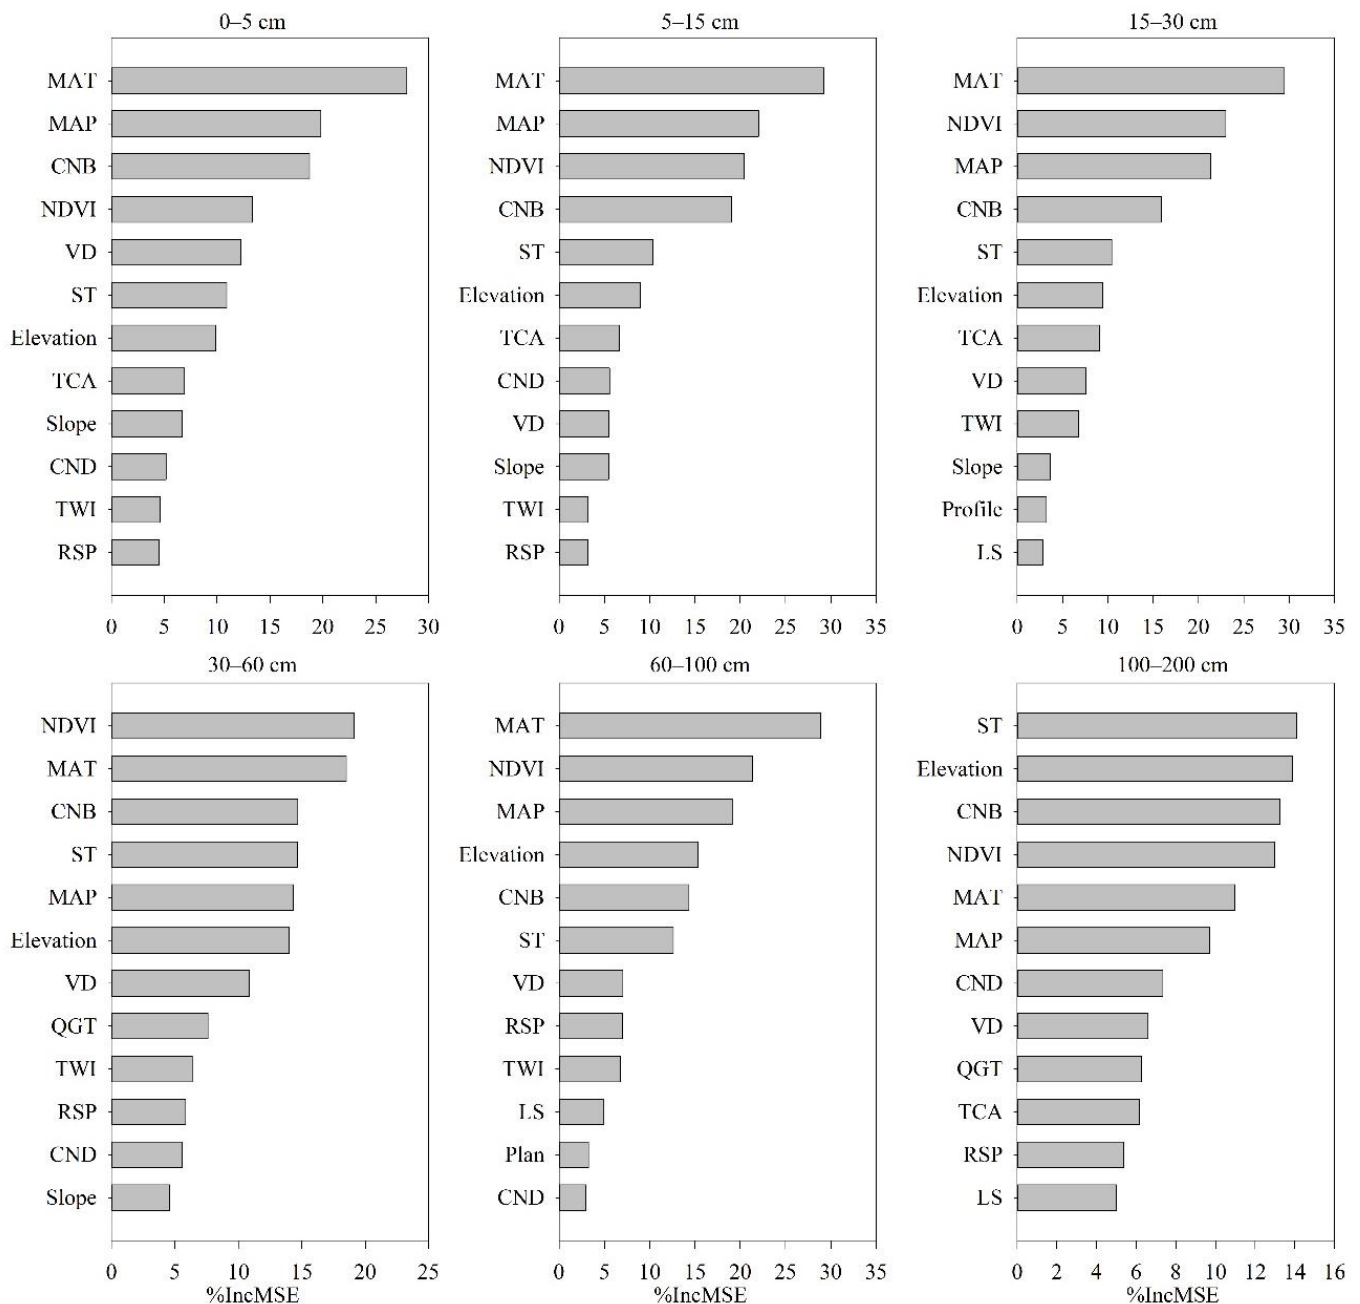 0–5 cm
MAT
MAP
CNB
NDVI
VD
ST
Elevation
TCA
Slope
CND
TWI
RSP
0 5 10 15 20 25 30
5–15 cm
MAT
MAP
NDVI
CNB
ST
Elevation
TCA
CND
VD
Slope
TWI
RSP
0 5 10 15 20 25 30 35
15–30 cm
MAT
NDVI
MAP
CNB
ST
Elevation
TCA
VD
TWI
Slope
Profile
LS
0 5 10 15 20 25 30 35
30–60 cm
NDVI
MAT
CNB
ST
MAP
Elevation
VD
QGT
TWI
RSP
CND
Slope
0 5 10 15 20 25
%IncMSE
60–100 cm
MAT
NDVI
MAP
Elevation
CNB
ST
VD
RSP
TWI
LS
Plan
CND
0 5 10 15 20 25 30 35
%IncMSE
100–200 cm
ST
Elevation
CNB
NDVI
MAT
MAP
CND
VD
QGT
TCA
RSP
LS
0 2 4 6 8 10 12 14 16
%IncMSE